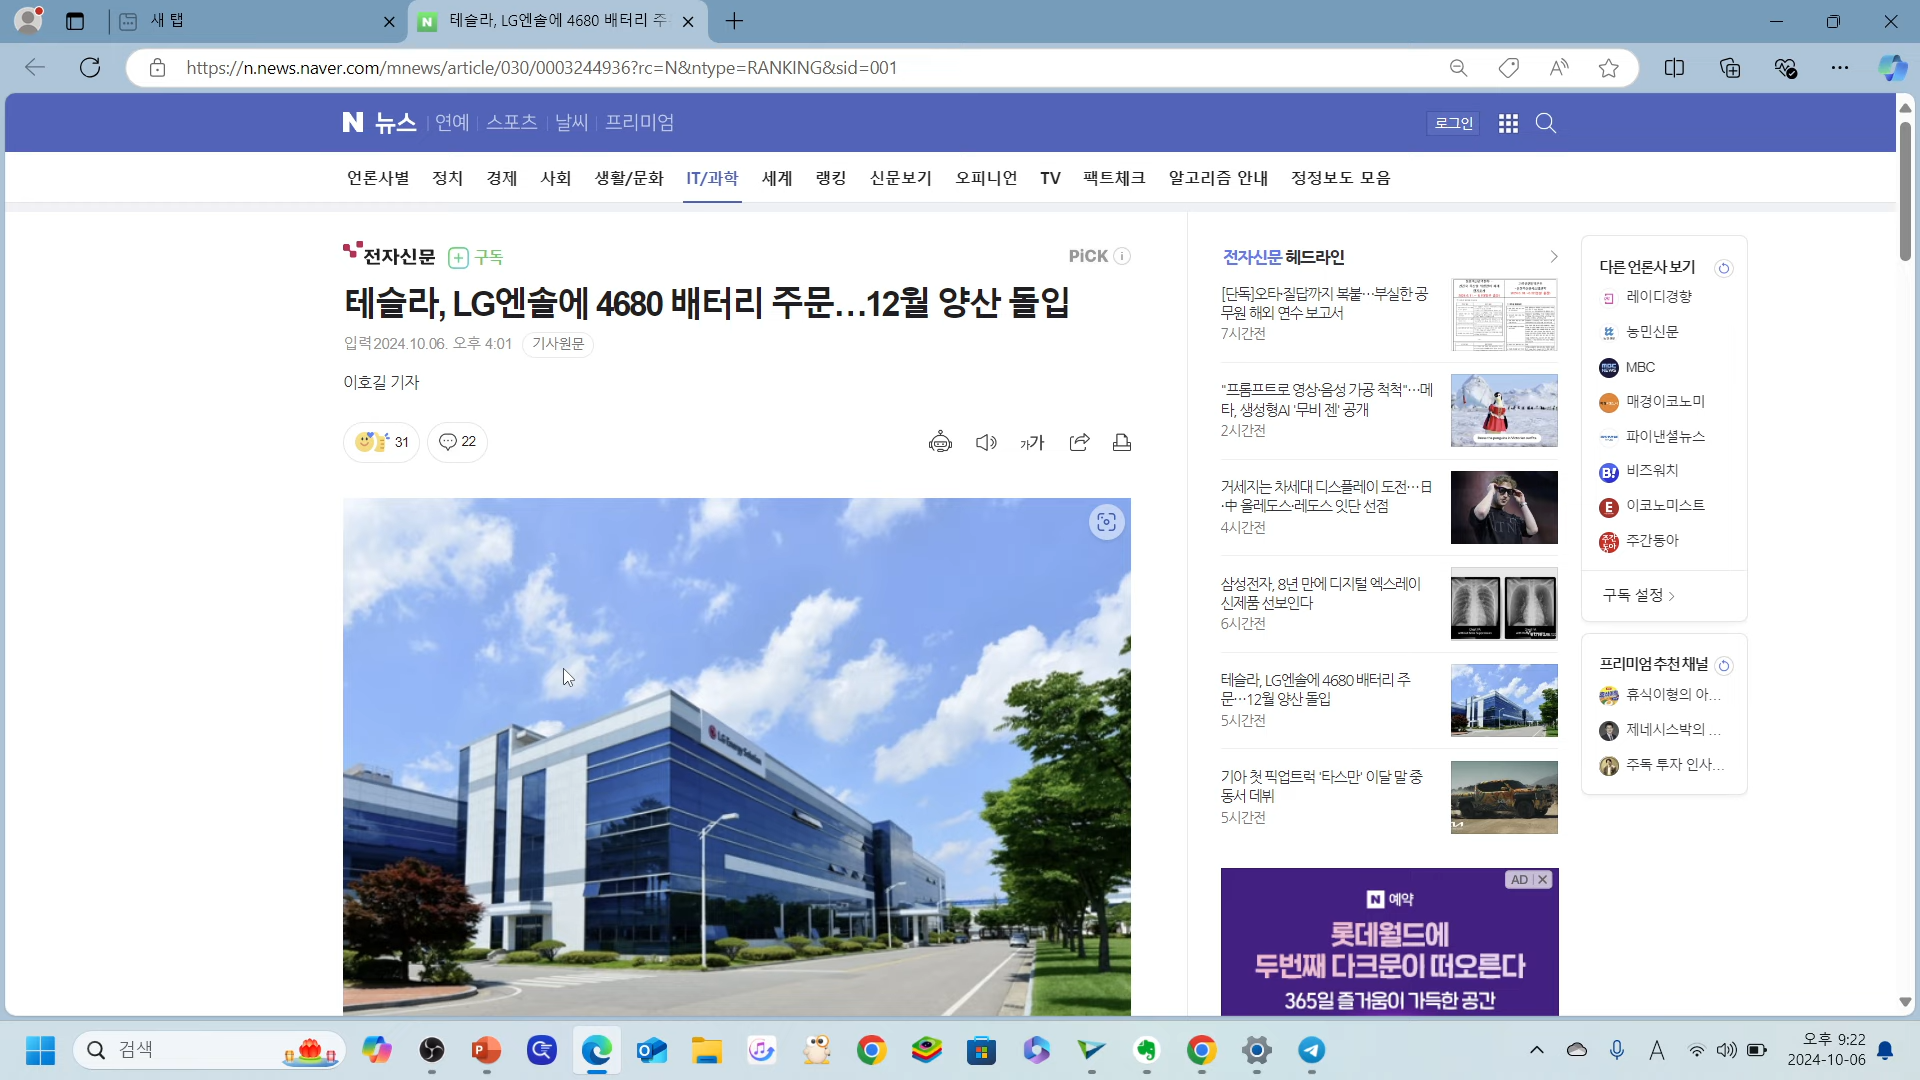 새 탭
테슬라, LG엔솔에 4680 배터리 주
https://n.news.naver.com/mnews/article/030/0003244936?rc=N&ntype=RANKING&sid=001
N 뉴스 연예 스포츠 날씨 프리미엄
로그인
언론사별 정치 경제 사회 생활/문화 IT/과학 세계 랭킹 신문보기 오피니언 TV 팩트체크 알고리즘 안내 정정보도 모음
전자신문 구독
PiCK
테슬라, LG엔솔에 4680 배터리 주문…12월 양산 돌입
입력2024.10.06. 오후 4:01 기사원문
이호길 기자
31 22
가가
LG Energy Solution
전자신문 헤드라인
[단독]오타·질답까지 복붙…부실한 공
무원 해외 연수 보고서
7시간전
"프롬프트로 영상·음성 가공 척척"…메
타, 생성형AI '무비 젠' 공개
2시간전
거세지는 차세대 디스플레이 도전…日
·中 올레도스·레도스 잇단 선점
4시간전
삼성전자, 8년 만에 디지털 엑스레이
신제품 선보인다
6시간전
테슬라, LG엔솔에 4680 배터리 주
문…12월 양산 돌입
5시간전
기아 첫 픽업트럭 '타스만' 이달 말 중
동서 데뷔
5시간전
AD
N 예약
롯데월드에
두번째 다크문이 떠오른다
365일 즐거움이 가득한 공간
다른 언론사 보기
레이디경향
농민신문
MBC
매경이코노미
파이낸셜뉴스
비즈워치
이코노미스트
주간동아
구독 설정
프리미엄 추천 채널
휴식이형의 아...
제네시스박의 ...
주독 투자 인사...
검색
A
오후 9:22
2024-10-06